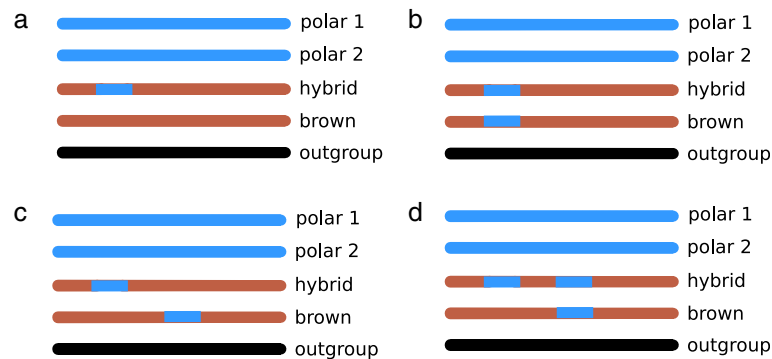 a
polar 1
polar 2
hybrid
brown
outgroup
b
polar 1
polar 2
hybrid
brown
outgroup
c
polar 1
polar 2
hybrid
brown
outgroup
d
polar 1
polar 2
hybrid
brown
outgroup